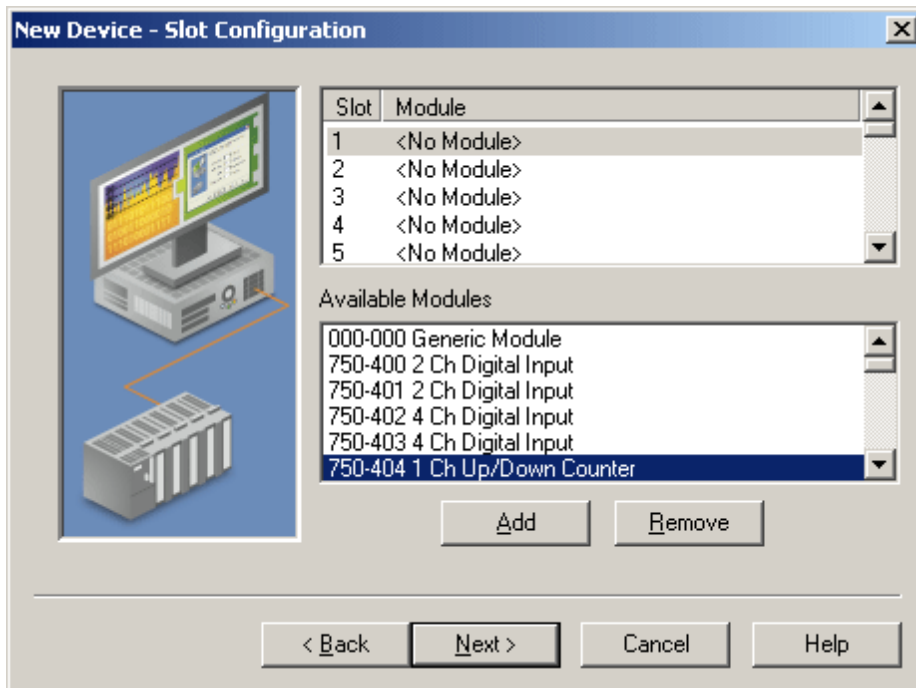 New Device - Slot Configuration
Slot Module
1 <No Module>
2 <No Module>
3 <No Module>
4 <No Module>
5 <No Module>
Available Modules
000-000 Generic Module
750-400 2 Ch Digital Input
750-401 2 Ch Digital Input
750-402 4 Ch Digital Input
750-403 4 Ch Digital Input
750-404 1 Ch Up/Down Counter
Add Remove
< Back Next > Cancel Help